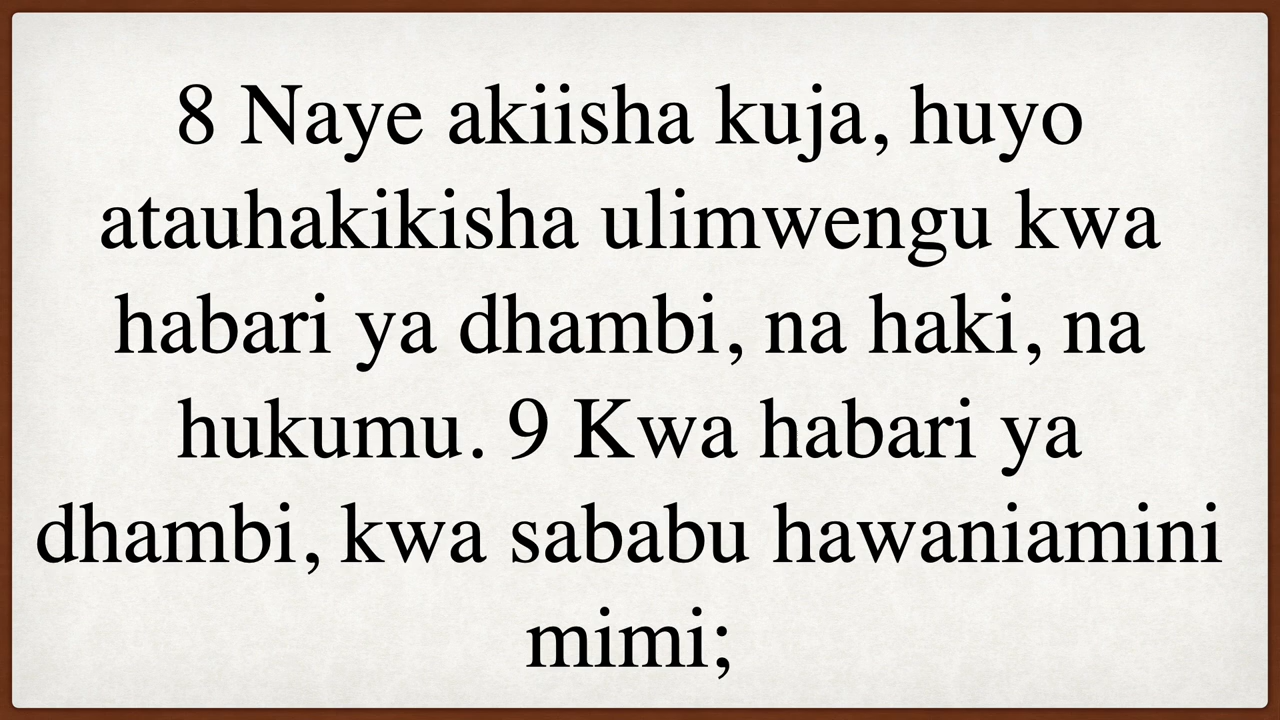 8 Naye akiisha kuja, huyo
atauhakikisha ulimwengu kwa
habari ya dhambi, na haki, na
hukumu. 9 Kwa habari ya
dhambi, kwa sababu hawaniamini
mimi;